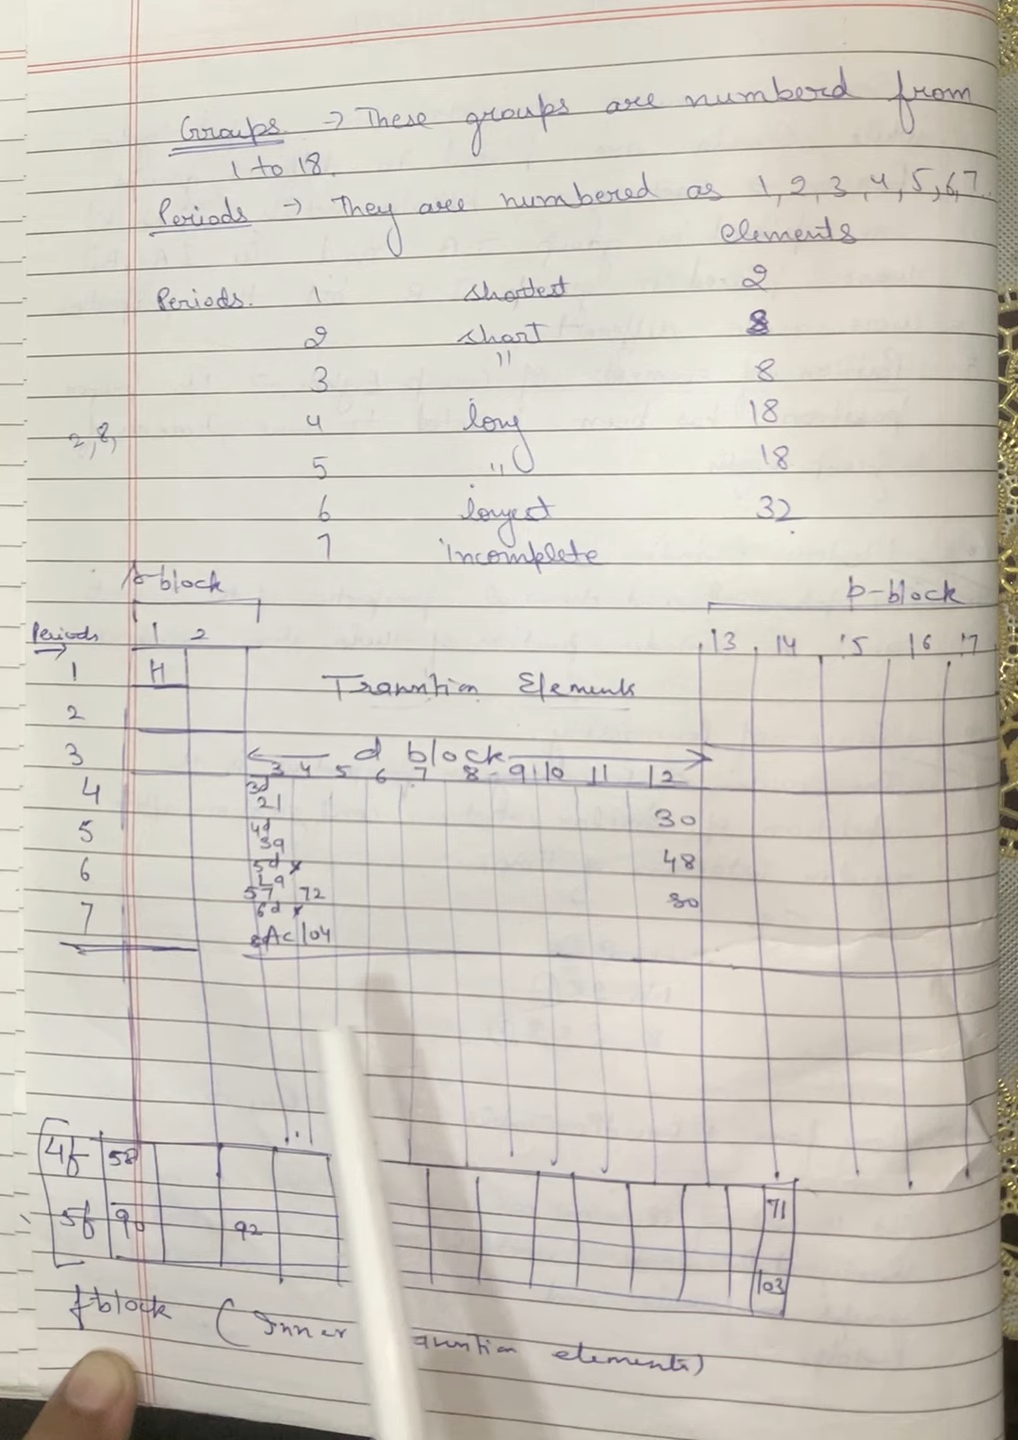 Groups → These groups are numberd from
1 to 18.
Periods → They are numbered as 1, 2, 3, 4, 5, 6, 7.
elements
Periods. 1 shortest 2
2 short 8
3 " 8
2,8, 4 long 18
5 " 18
6 longest 32
7 incomplete
s-block p-block
Periods → 1 2 13 14 15 16 17
1 H Transition Elements
2
3 d block
3 4 5 6 7 8 9 10 11 12
4 3d 21 30
5 4d 39 48
6 5d La 57 72 80
7 6d Ac 104
4f 58 71
5f 90 92 103
f block (Inner elements)